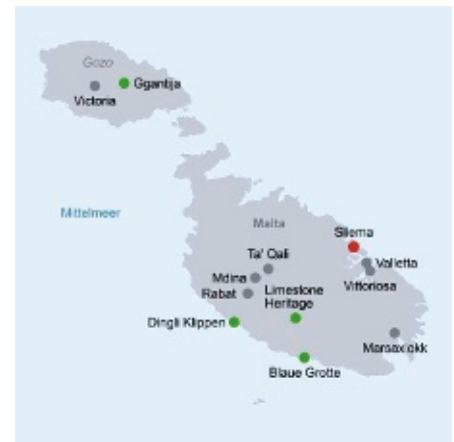 Gozo
Ggantija
Victoria
Mittelmeer
Malta
Sliema
Ta' Qali
Valletta
Mdina
Limestone
Heritage
Vittoriosa
Rabat
Dingli Klippen
Marsaxlokk
Blaue Grotte